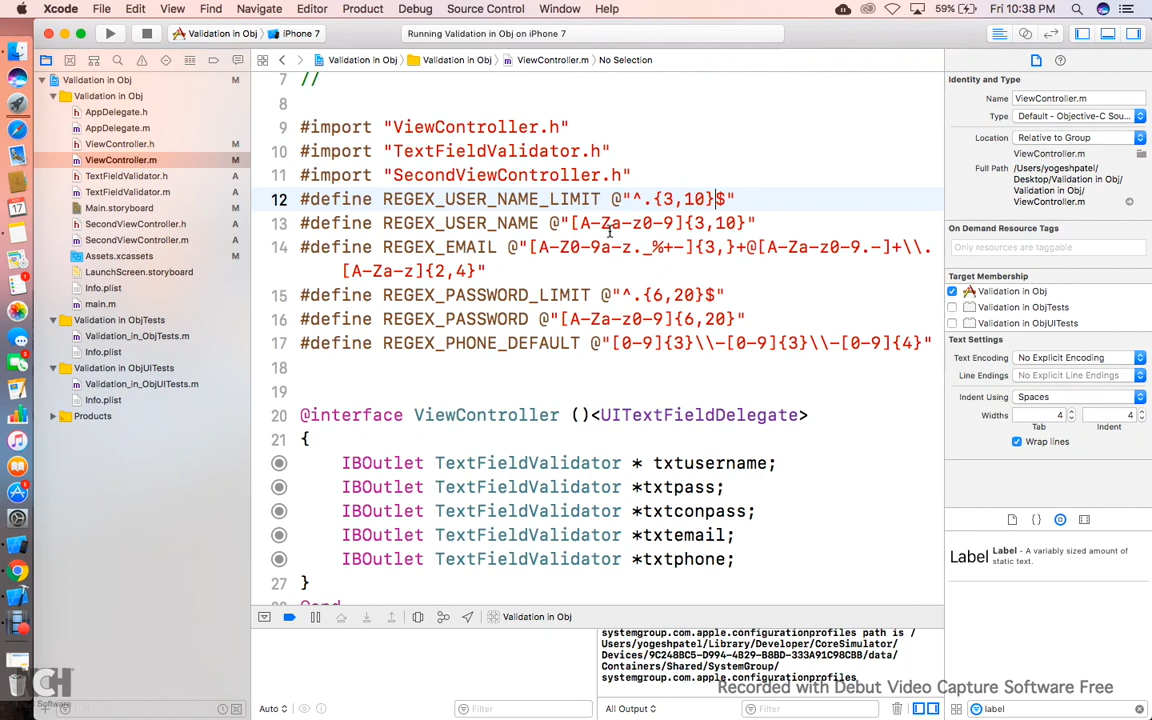 Xcode File Edit View Find Navigate Editor Product Debug Source Control Window Help 59% Fri 10:38 PM
Validation in Obj iPhone 7 Running Validation in Obj on iPhone 7
Validation in Obj Validation in Obj ViewController.m No Selection
Validation in Obj M
Validation in Obj
AppDelegate.h
AppDelegate.m
ViewController.h M
ViewController.m M
TextFieldValidator.h A
TextFieldValidator.m A
Main.storyboard M
SecondViewController.h A
SecondViewController.m A
Assets.xcassets
LaunchScreen.storyboard
Info.plist
main.m
Validation in ObjTests
Validation_in_ObjTests.m
Info.plist
Validation in ObjUITests
Validation_in_ObjUITests.m
Info.plist
Products
7 //
8
9 #import "ViewController.h"
10 #import "TextFieldValidator.h"
11 #import "SecondViewController.h"
12 #define REGEX_USER_NAME_LIMIT @"^.{3,10}$"
13 #define REGEX_USER_NAME @"[A-Za-z0-9]{3,10}"
14 #define REGEX_EMAIL @"[A-Z0-9a-z._%+-]{3,}+@[A-Za-z0-9.-]+\\.
[A-Za-z]{2,4}"
15 #define REGEX_PASSWORD_LIMIT @"^.{6,20}$"
16 #define REGEX_PASSWORD @"[A-Za-z0-9]{6,20}"
17 #define REGEX_PHONE_DEFAULT @"[0-9]{3}\\-[0-9]{3}\\-[0-9]{4}"
18
19
20 @interface ViewController ()<UITextFieldDelegate>
21 {
IBOutlet TextFieldValidator * txtusername;
IBOutlet TextFieldValidator *txtpass;
IBOutlet TextFieldValidator *txtconpass;
IBOutlet TextFieldValidator *txtemail;
IBOutlet TextFieldValidator *txtphone;
27 }
28 @end
Identity and Type
Name ViewController.m
Type Default - Objective-C Sou...
Location Relative to Group
ViewController.m
Full Path /Users/yogeshpatel/
Desktop/Validation in Obj/
Validation in Obj/
ViewController.m
On Demand Resource Tags
Only resources are taggable
Target Membership
Validation in Obj
Validation in ObjTests
Validation in ObjUITests
Text Settings
Text Encoding No Explicit Encoding
Line Endings No Explicit Line Endings
Indent Using Spaces
Widths 4 4
Tab Indent
Wrap lines
Label Label - A variably sized amount of
static text.
Validation in Obj
systemgroup.com.apple.configurationprofiles path is /
Users/yogeshpatel/Library/Developer/CoreSimulator/
Devices/9C248BC5-D994-4B29-B8BD-333A91C98CBB/data/
Containers/Shared/SystemGroup/
systemgroup.com.apple.configurationprofiles
Recorded with Debut Video Capture Software Free
NCH
Software
Auto Filter All Output Filter label